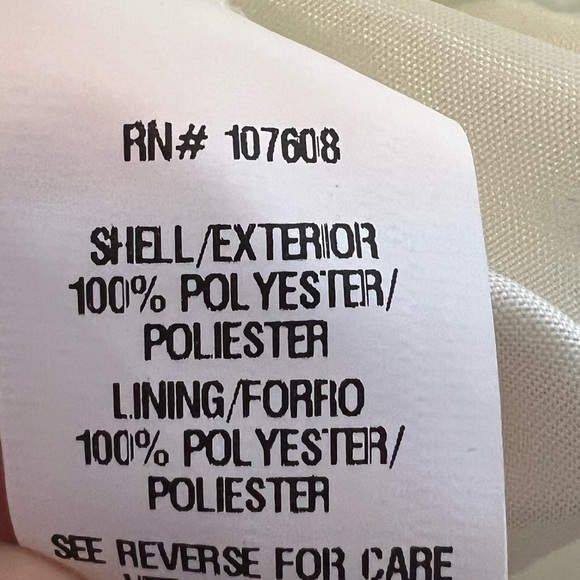 RN# 107608
SHELL/EXTERIOR
100% POLYESTER/
POLIESTER
LINING/FORRO
100% POLYESTER/
POLIESTER
SEE REVERSE FOR CARE